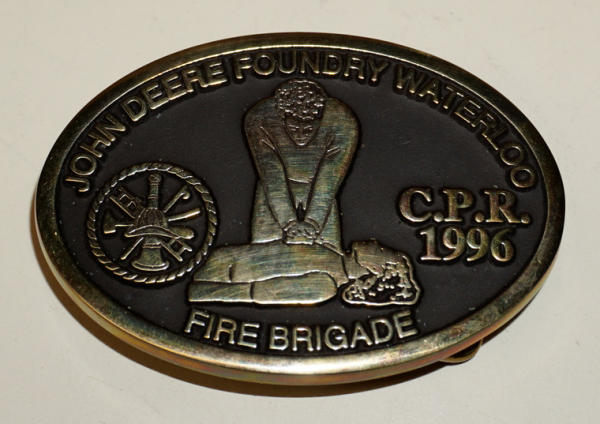 JOHN DEERE FOUNDRY WATERLOO
C.P.R.
1996
FIRE BRIGADE